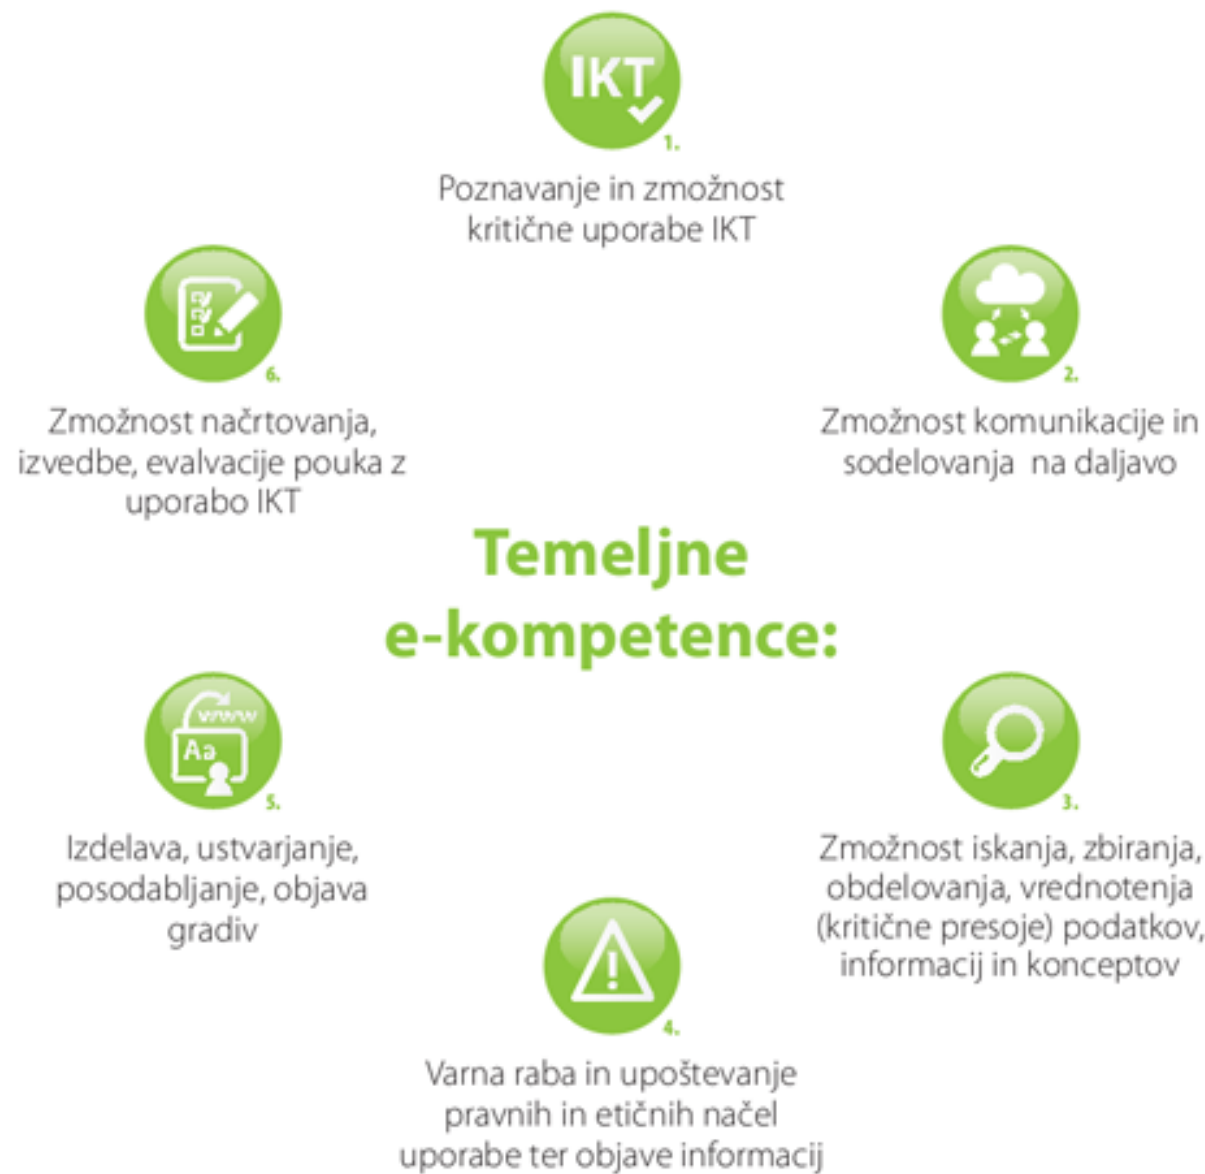 IKT
1.
Poznavanje in zmožnost
kritične uporabe IKT
2.
Zmožnost komunikacije in
sodelovanja na daljavo
6.
Zmožnost načrtovanja,
izvedbe, evalvacije pouka z
uporabo IKT
Temeljne
e-kompetence:
3.
Zmožnost iskanja, zbiranja,
obdelovanja, vrednotenja
(kritične presoje) podatkov,
informacij in konceptov
www
Aa
5.
Izdelava, ustvarjanje,
posodabljanje, objava
gradiv
4.
Varna raba in upoštevanje
pravnih in etičnih načel
uporabe ter objave informacij